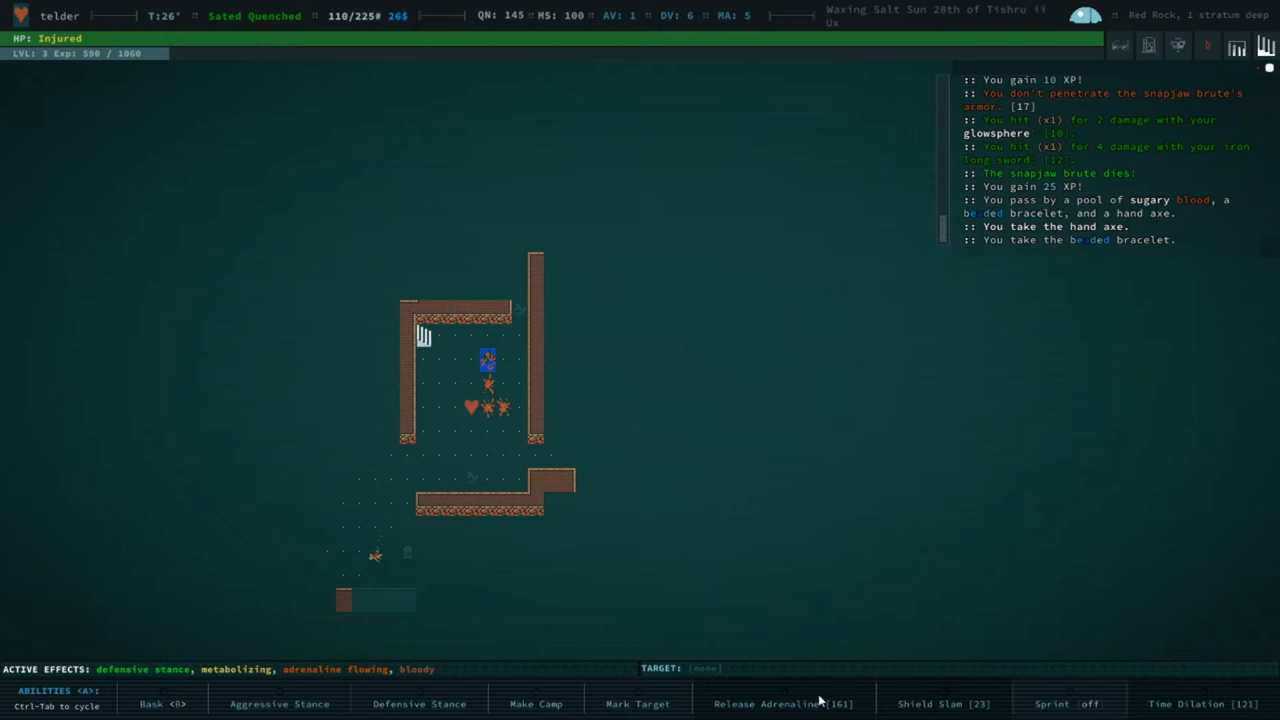 telder T:26° Sated Quenched :: 110/225# 26$ QN: 145 :: MS: 100 :: AV: 1 :: DV: 6 :: MA: 5 Waxing Salt Sun 28th of Tishru ii Ux :: Red Rock, 1 stratum deep
HP: Injured
LVL: 3 Exp: 590 / 1060
:: You gain 10 XP!
:: You don't penetrate the snapjaw brute's
armor. [17]
:: You hit (x1) for 2 damage with your
glowsphere! [10].
:: You hit (x1) for 4 damage with your iron
long sword! [12].
:: The snapjaw brute dies!
:: You gain 25 XP!
:: You pass by a pool of sugary blood, a
beaded bracelet, and a hand axe.
:: You take the hand axe.
:: You take the beaded bracelet.
ACTIVE EFFECTS: defensive stance, metabolizing, adrenaline flowing, bloody
TARGET: [none]
ABILITIES <A>:
Ctrl-Tab to cycle
Bask <0> Aggressive Stance Defensive Stance Make Camp Mark Target Release Adrenaline [161] Shield Slam [23] Sprint [off] Time Dilation [121]